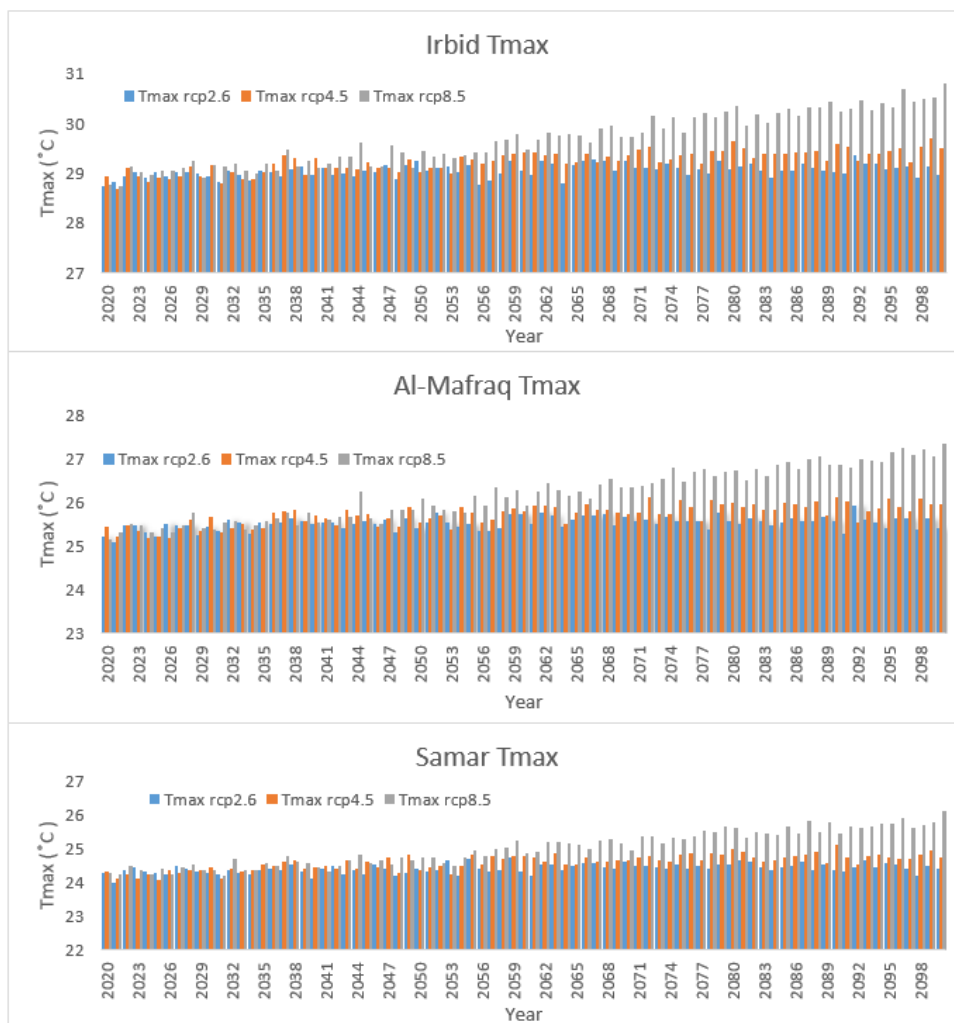 Irbid Tmax
31
30
29
28
27
Tmax (˚C )
Tmax rcp2.6 Tmax rcp4.5 Tmax rcp8.5
2020 2023 2026 2029 2032 2035 2038 2041 2044 2047 2050 2053 2056 2059 2062 2065 2068 2071 2074 2077 2080 2083 2086 2089 2092 2095 2098
Year
Al-Mafraq Tmax
28
27
26
25
24
23
Tmax (˚C )
Tmax rcp2.6 Tmax rcp4.5 Tmax rcp8.5
2020 2023 2026 2029 2032 2035 2038 2041 2044 2047 2050 2053 2056 2059 2062 2065 2068 2071 2074 2077 2080 2083 2086 2089 2092 2095 2098
Year
Samar Tmax
27
26
25
24
23
22
Tmax (˚C )
Tmax rcp2.6 Tmax rcp4.5 Tmax rcp8.5
2020 2023 2026 2029 2032 2035 2038 2041 2044 2047 2050 2053 2056 2059 2062 2065 2068 2071 2074 2077 2080 2083 2086 2089 2092 2095 2098
Year